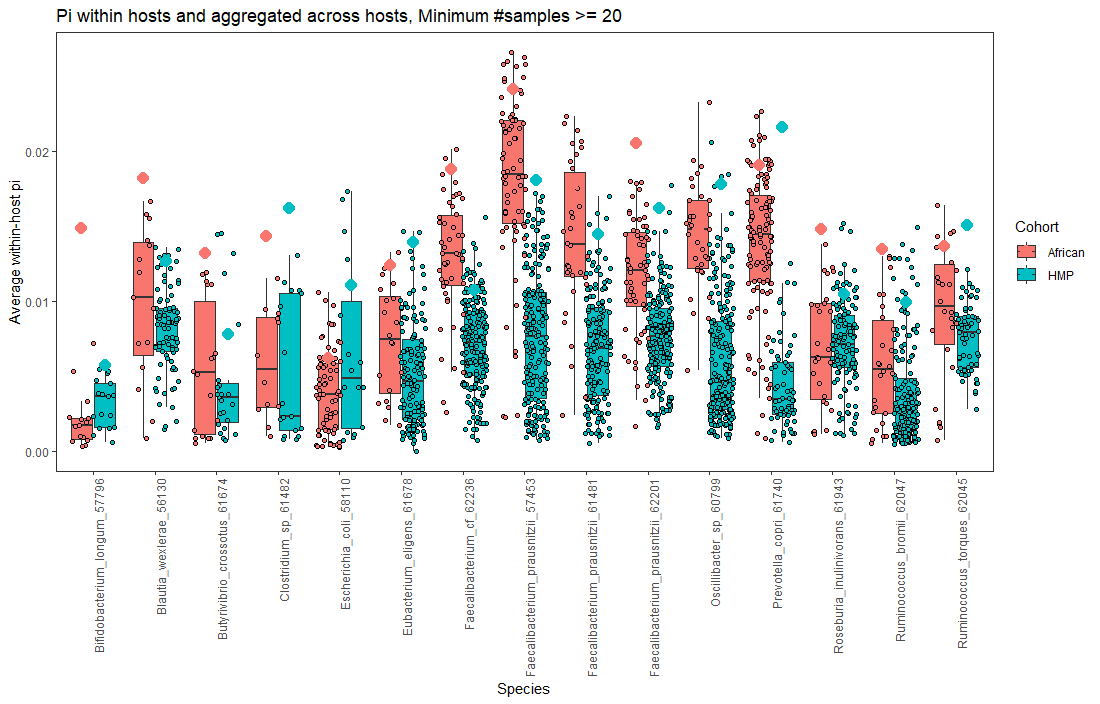 Pi within hosts and aggregated across hosts, Minimum #samples >= 20
Average within-host pi
0.02
0.01
0.00
Bifidobacterium_longum_57796
Blautia_wexlerae_56130
Butyrivibrio_crossotus_61674
Clostridium_sp_61482
Escherichia_coli_58110
Eubacterium_eligens_61678
Faecalibacterium_cf_62236
Faecalibacterium_prausnitzii_57453
Faecalibacterium_prausnitzii_61481
Faecalibacterium_prausnitzii_62201
Oscillibacter_sp_60799
Prevotella_copri_61740
Roseburia_inulinivorans_61943
Ruminococcus_bromii_62047
Ruminococcus_torques_62045
Species
Cohort
African
HMP